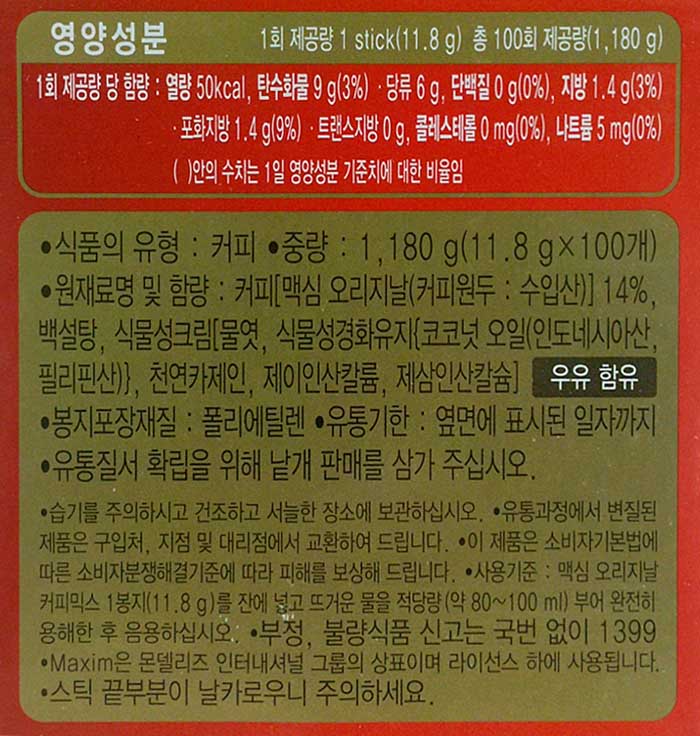 영양성분 1회 제공량 1 stick(11.8 g) 총 100회 제공량(1,180 g)
1회 제공량 당 함량 : 열량 50kcal, 탄수화물 9 g(3%) · 당류 6 g, 단백질 0 g(0%), 지방 1.4 g(3%)
· 포화지방 1.4 g(9%) · 트랜스지방 0 g, 콜레스테롤 0 mg(0%), 나트륨 5 mg(0%)
( )안의 수치는 1일 영양성분 기준치에 대한 비율임
•식품의 유형 : 커피 •중량 : 1,180 g(11.8 g×100개)
•원재료명 및 함량 : 커피[맥심 오리지날(커피원두 : 수입산)] 14%,
백설탕, 식물성크림[물엿, 식물성경화유지{코코넛 오일(인도네시아산,
필리핀산)}, 천연카제인, 제이인산칼륨, 제삼인산칼슘] 우유 함유
•봉지포장재질 : 폴리에틸렌 •유통기한 : 옆면에 표시된 일자까지
•유통질서 확립을 위해 낱개 판매를 삼가 주십시오.
•습기를 주의하시고 건조하고 서늘한 장소에 보관하십시오. •유통과정에서 변질된
제품은 구입처, 지점 및 대리점에서 교환하여 드립니다. •이 제품은 소비자기본법에
따른 소비자분쟁해결기준에 따라 피해를 보상해 드립니다. •사용기준 : 맥심 오리지날
커피믹스 1봉지(11.8 g)를 잔에 넣고 뜨거운 물을 적당량(약 80~100 ml) 부어 완전히
용해한 후 음용하십시오. •부정, 불량식품 신고는 국번 없이 1399
•Maxim은 몬델리즈 인터내셔널 그룹의 상표이며 라이선스 하에 사용됩니다.
•스틱 끝부분이 날카로우니 주의하세요.